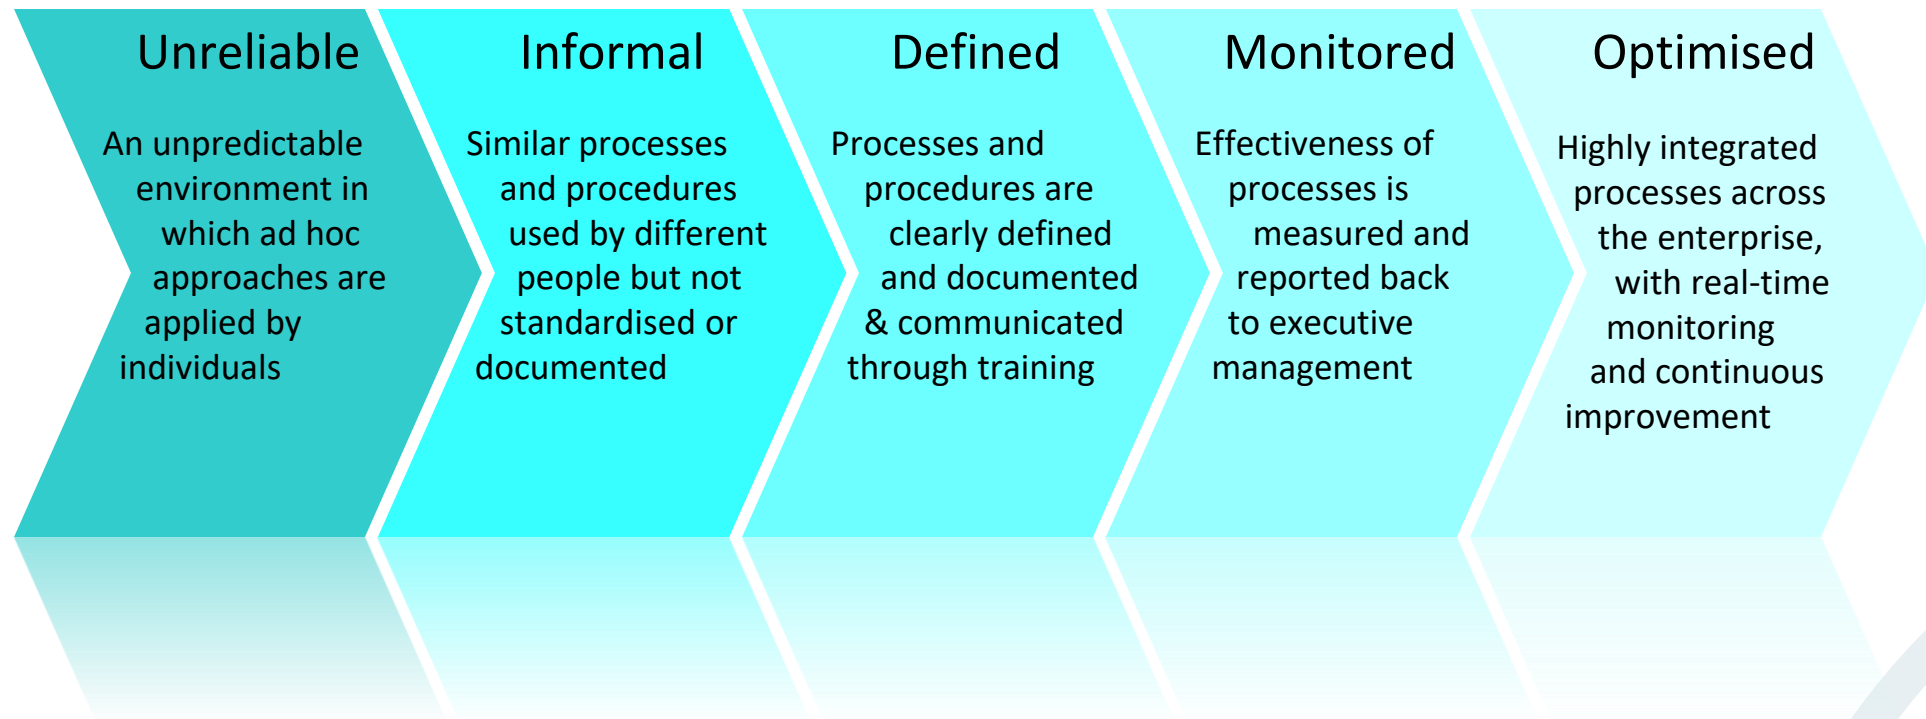 Unreliable
An unpredictable
environment in
which ad hoc
approaches are
applied by
individuals
Informal
Similar processes
and procedures
used by different
people but not
standardised or
documented
Defined
Processes and
procedures are
clearly defined
and documented
& communicated
through training
Monitored
Effectiveness of
processes is
measured and
reported back
to executive
management
Optimised
Highly integrated
processes across
the enterprise,
with real-time
monitoring
and continuous
improvement